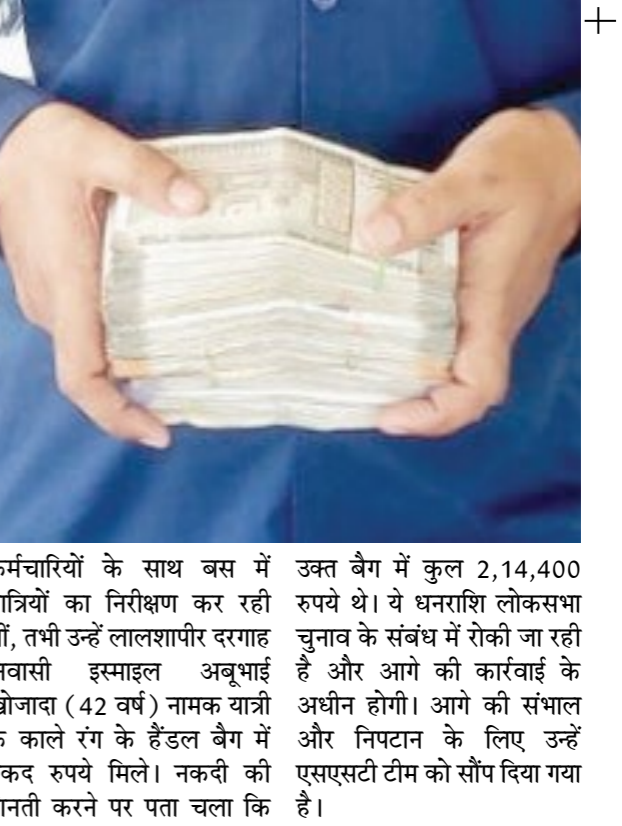 कर्मचारियों के साथ बस में
यात्रियों का निरीक्षण कर रही
थीं, तभी उन्हें लालशापीर दरगाह
निवासी इस्माइल अबूभाई
(42 वर्ष) नामक यात्री
के काले रंग के हैंडल बैग में
नकद रुपये मिले। नकदी की
गिनती करने पर पता चला कि
उक्त बैग में कुल 2,14,400
रुपये थे। ये धनराशि लोकसभा
चुनाव के संबंध में रोकी जा रही
है और आगे की कार्रवाई के
अधीन होगी। आगे की संभाल
और निपटान के लिए उन्हें
एसएसटी टीम को सौंप दिया गया
है।